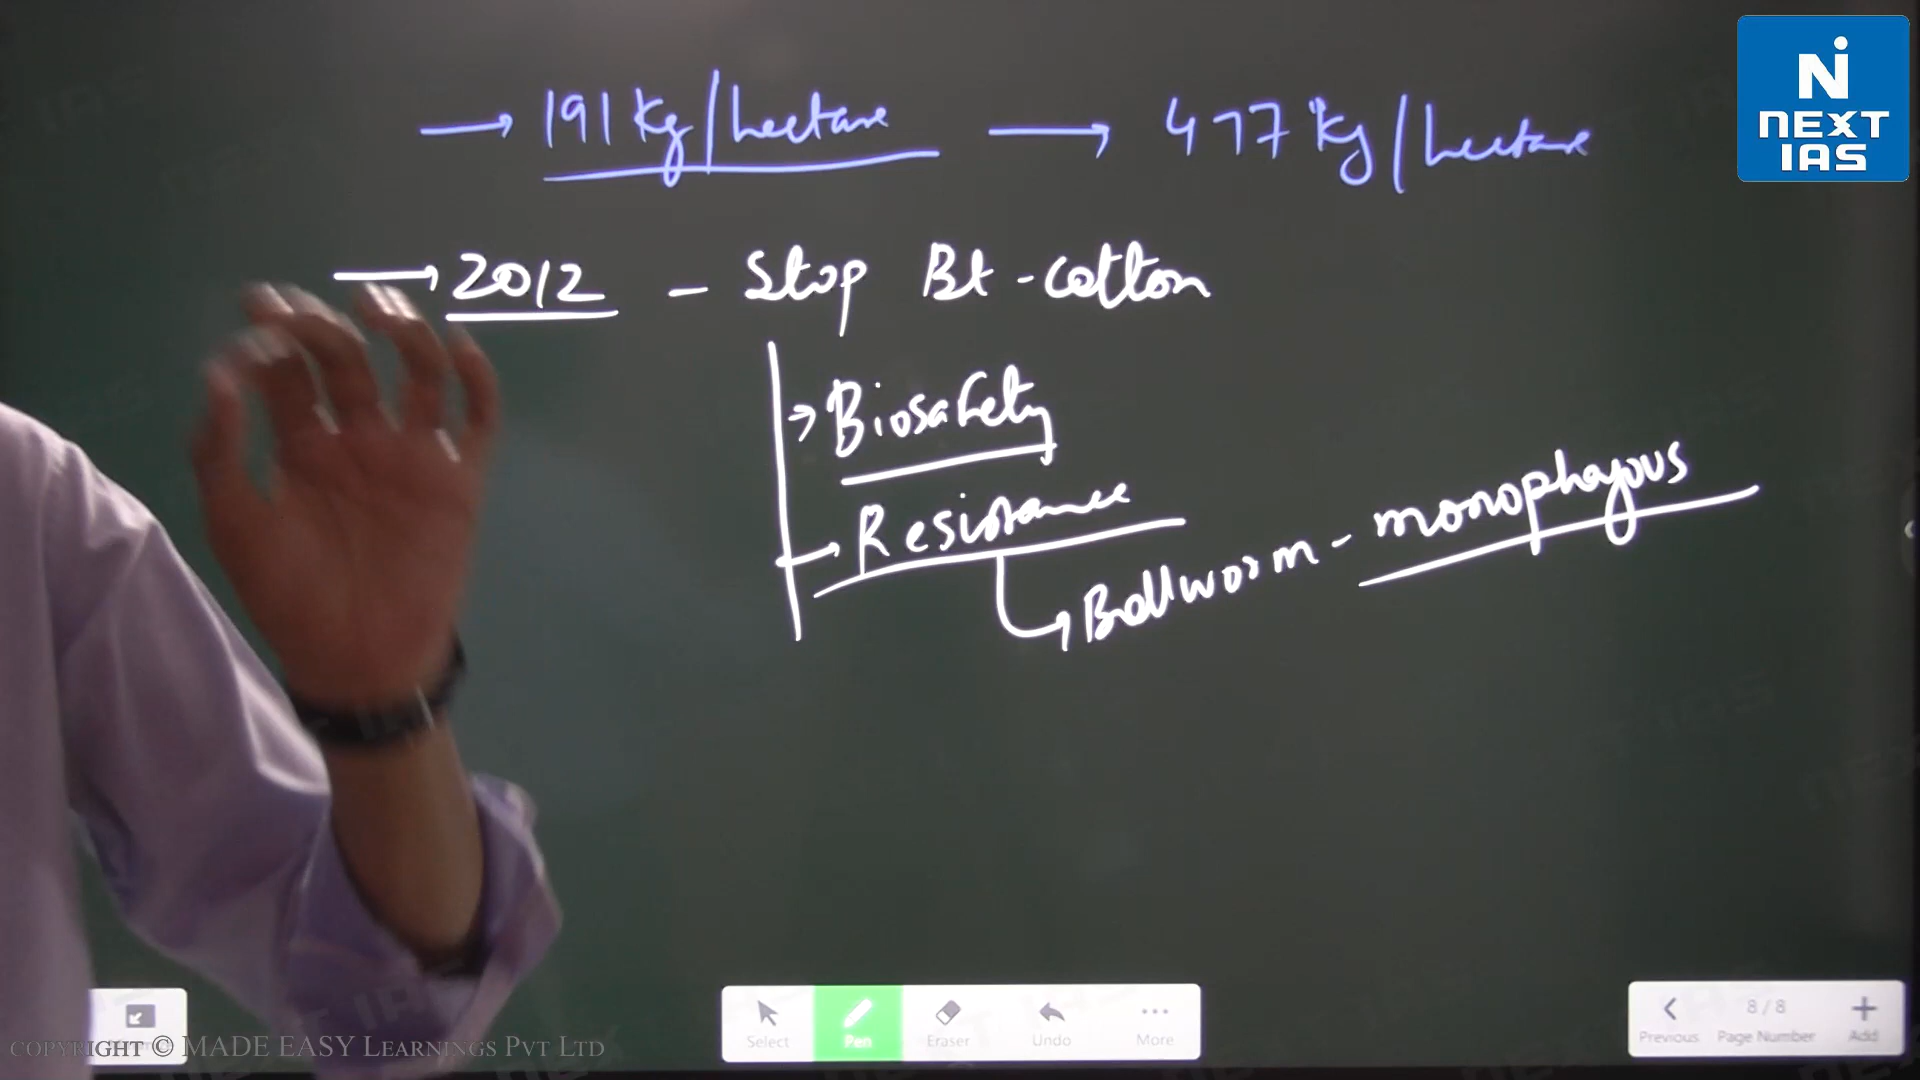 → 191 Kg/hectare → 477 Kg/hectare
→ 2012 - Stop Bt-cotton
→ Biosafety
→ Resistance
→ Bollworm - monophagous
NEXT
IAS
Select Pen Eraser Undo More
8 / 8
Previous Page Number Add
COPYRIGHT © MADE EASY LEARNINGS PVT LTD